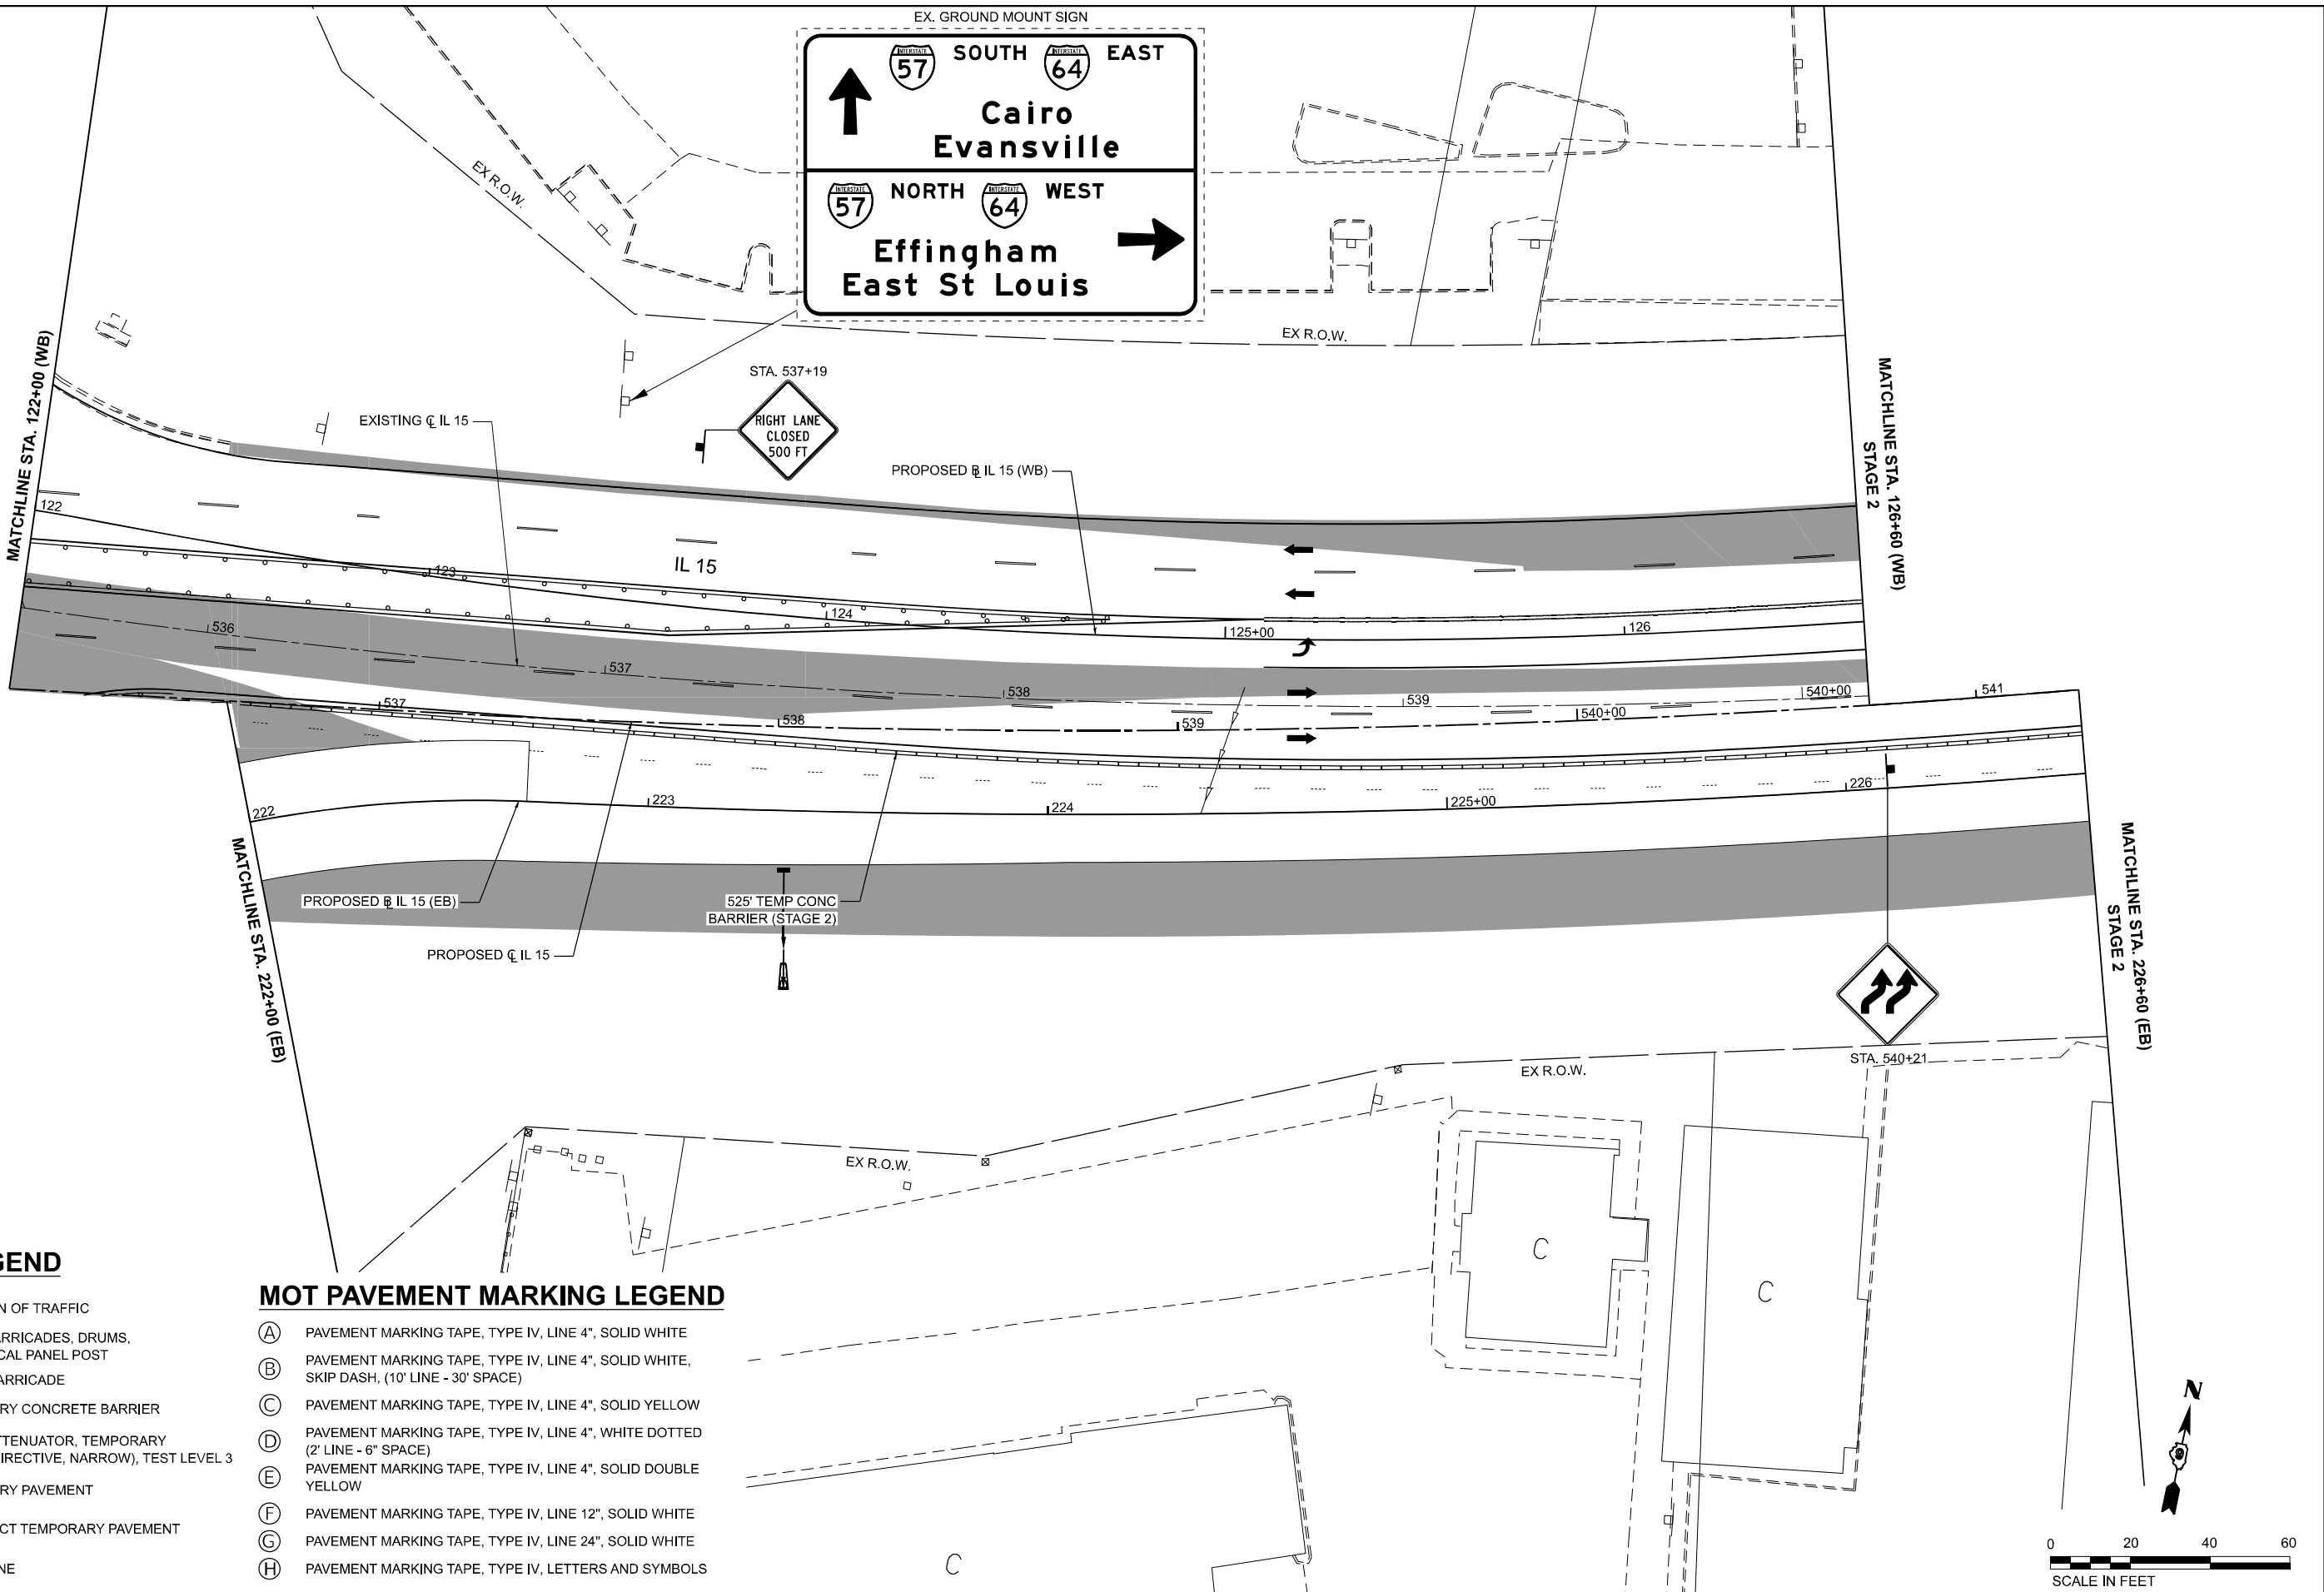 EX. GROUND MOUNT SIGN
INTERSTATE 57 SOUTH INTERSTATE 64 EAST
Cairo
Evansville
INTERSTATE 57 NORTH INTERSTATE 64 WEST
Effingham
East St Louis
EX R.O.W.
EX R.O.W.
MATCHLINE STA. 122+00 (WB)
MATCHLINE STA. 126+60 (WB)
STAGE 2
STA. 537+19
RIGHT LANE
CLOSED
500 FT
EXISTING ℄ IL 15
PROPOSED B IL 15 (WB)
IL 15
122
123
124
125+00
126
536
537
538
539
540+00
541
537
538
539
540+00
222
223
224
225+00
226
MATCHLINE STA. 222+00 (EB)
MATCHLINE STA. 226+60 (EB)
STAGE 2
PROPOSED B IL 15 (EB)
525' TEMP CONC
BARRIER (STAGE 2)
PROPOSED ℄ IL 15
STA. 540+21
EX R.O.W.
EX R.O.W.
C
C
C
GEND
N OF TRAFFIC
ARRICADES, DRUMS,
CAL PANEL POST
ARRICADE
RY CONCRETE BARRIER
TTENUATOR, TEMPORARY
IRECTIVE, NARROW), TEST LEVEL 3
RY PAVEMENT
CT TEMPORARY PAVEMENT
NE
MOT PAVEMENT MARKING LEGEND
A PAVEMENT MARKING TAPE, TYPE IV, LINE 4", SOLID WHITE
B PAVEMENT MARKING TAPE, TYPE IV, LINE 4", SOLID WHITE,
SKIP DASH, (10' LINE - 30' SPACE)
C PAVEMENT MARKING TAPE, TYPE IV, LINE 4", SOLID YELLOW
D PAVEMENT MARKING TAPE, TYPE IV, LINE 4", WHITE DOTTED
(2' LINE - 6" SPACE)
E PAVEMENT MARKING TAPE, TYPE IV, LINE 4", SOLID DOUBLE
YELLOW
F PAVEMENT MARKING TAPE, TYPE IV, LINE 12", SOLID WHITE
G PAVEMENT MARKING TAPE, TYPE IV, LINE 24", SOLID WHITE
H PAVEMENT MARKING TAPE, TYPE IV, LETTERS AND SYMBOLS
N
0 20 40 60
SCALE IN FEET